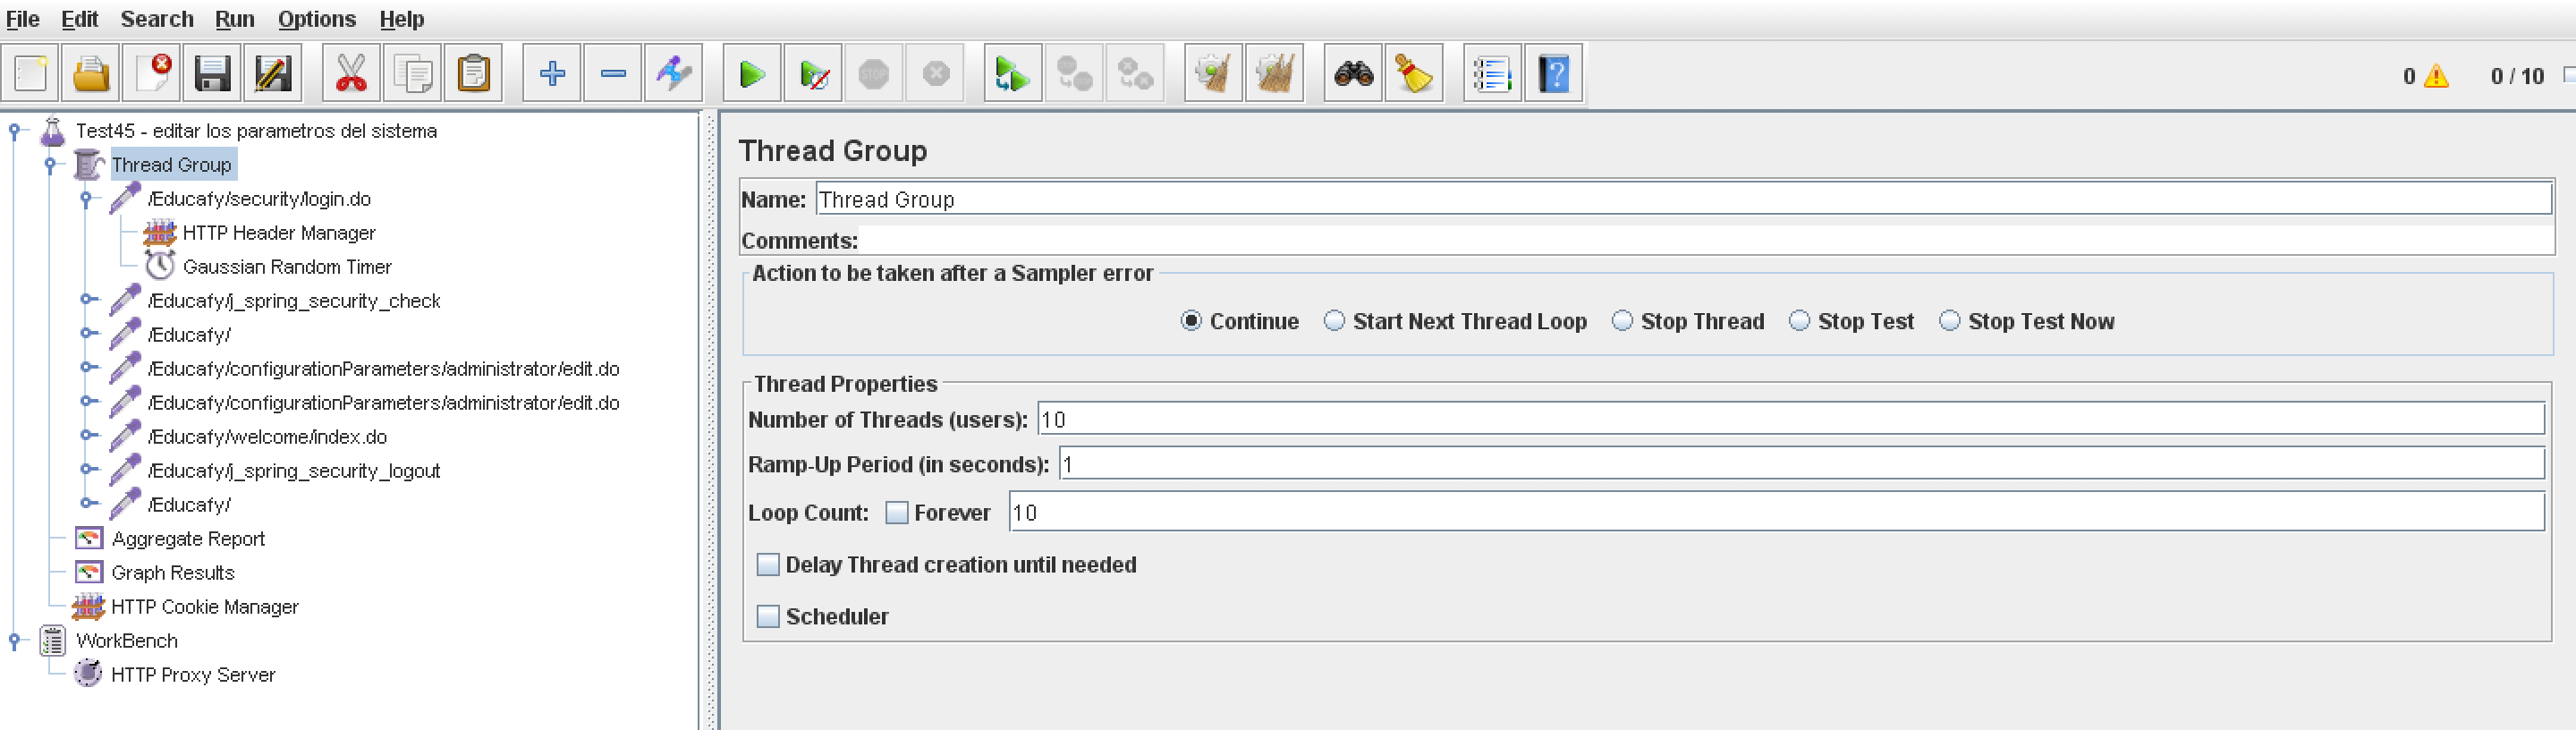 File Edit Search Run Options Help
STOP
0 0 / 10
Test45 - editar los parametros del sistema
Thread Group
/Educafy/security/login.do
HTTP Header Manager
Gaussian Random Timer
/Educafy/j_spring_security_check
/Educafy/
/Educafy/configurationParameters/administrator/edit.do
/Educafy/configurationParameters/administrator/edit.do
/Educafy/welcome/index.do
/Educafy/j_spring_security_logout
/Educafy/
Aggregate Report
Graph Results
HTTP Cookie Manager
WorkBench
HTTP Proxy Server
Thread Group
Name: Thread Group
Comments:
Action to be taken after a Sampler error
Continue Start Next Thread Loop Stop Thread Stop Test Stop Test Now
Thread Properties
Number of Threads (users): 10
Ramp-Up Period (in seconds): 1
Loop Count: Forever 10
Delay Thread creation until needed
Scheduler